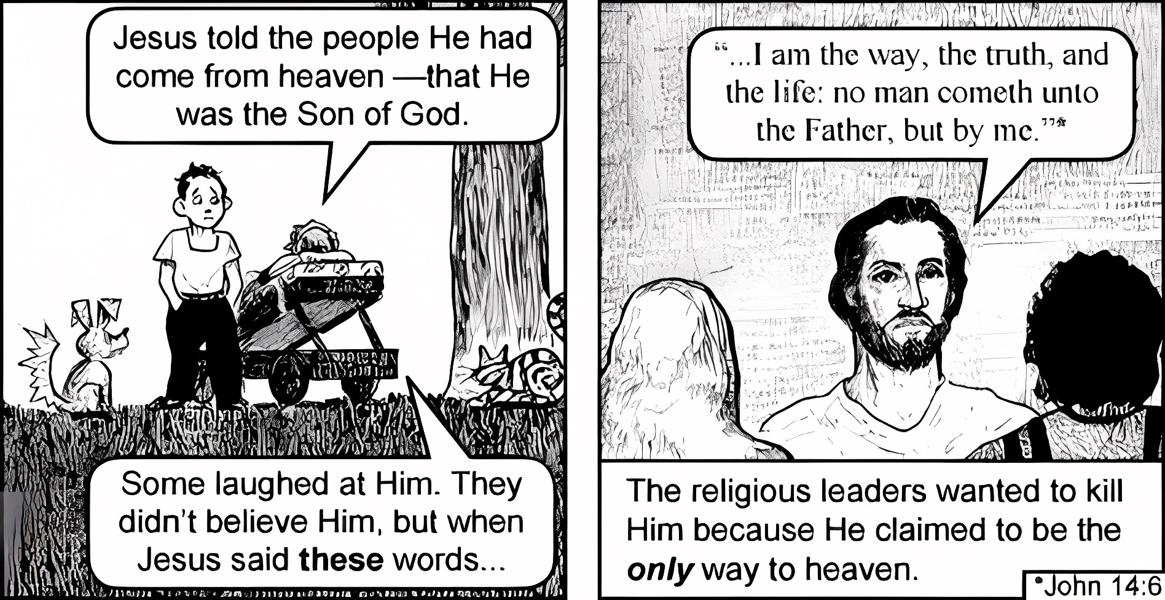 Jesus told the people He had
come from heaven —that He
was the Son of God.
Some laughed at Him. They
didn't believe Him, but when
Jesus said these words...
“...I am the way, the truth, and
the life: no man cometh unto
the Father, but by me.”*
The religious leaders wanted to kill
Him because He claimed to be the
only way to heaven.
*John 14:6